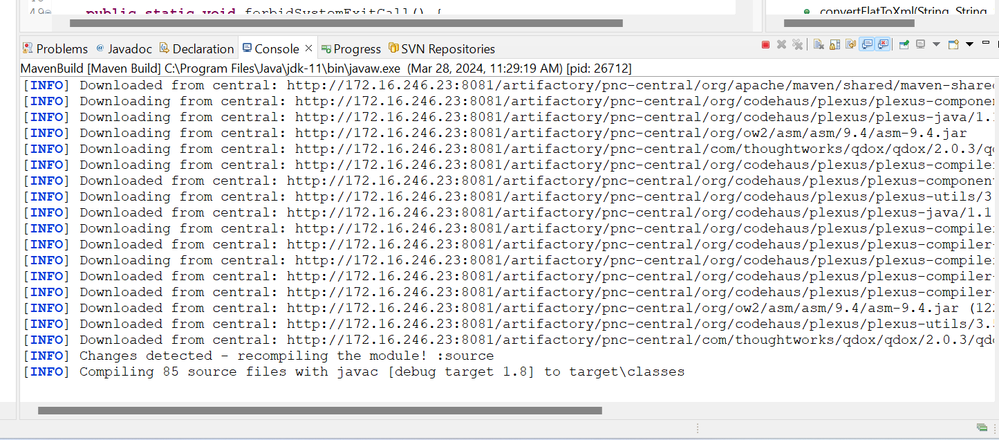 49
public static void forbidSystemExitCall() {
convertFlatToXml(String, String
Problems @ Javadoc Declaration Console Progress SVN Repositories
MavenBuild [Maven Build] C:\Program Files\Java\jdk-11\bin\javaw.exe (Mar 28, 2024, 11:29:19 AM) [pid: 26712]
[INFO] Downloaded from central: http://172.16.246.23:8081/artifactory/pnc-central/org/apache/maven/shared/maven-shared
[INFO] Downloading from central: http://172.16.246.23:8081/artifactory/pnc-central/org/codehaus/plexus/plexus-componen
[INFO] Downloading from central: http://172.16.246.23:8081/artifactory/pnc-central/org/codehaus/plexus/plexus-java/1.1
[INFO] Downloading from central: http://172.16.246.23:8081/artifactory/pnc-central/org/ow2/asm/asm/9.4/asm-9.4.jar
[INFO] Downloading from central: http://172.16.246.23:8081/artifactory/pnc-central/com/thoughtworks/qdox/qdox/2.0.3/qd
[INFO] Downloading from central: http://172.16.246.23:8081/artifactory/pnc-central/org/codehaus/plexus/plexus-compiler
[INFO] Downloaded from central: http://172.16.246.23:8081/artifactory/pnc-central/org/codehaus/plexus/plexus-component
[INFO] Downloading from central: http://172.16.246.23:8081/artifactory/pnc-central/org/codehaus/plexus/plexus-utils/3
[INFO] Downloaded from central: http://172.16.246.23:8081/artifactory/pnc-central/org/codehaus/plexus/plexus-java/1.1
[INFO] Downloading from central: http://172.16.246.23:8081/artifactory/pnc-central/org/codehaus/plexus/plexus-compiler
[INFO] Downloaded from central: http://172.16.246.23:8081/artifactory/pnc-central/org/codehaus/plexus/plexus-compiler-
[INFO] Downloading from central: http://172.16.246.23:8081/artifactory/pnc-central/org/codehaus/plexus/plexus-compiler
[INFO] Downloaded from central: http://172.16.246.23:8081/artifactory/pnc-central/org/codehaus/plexus/plexus-compiler-
[INFO] Downloaded from central: http://172.16.246.23:8081/artifactory/pnc-central/org/codehaus/plexus/plexus-compiler-
[INFO] Downloaded from central: http://172.16.246.23:8081/artifactory/pnc-central/org/ow2/asm/asm/9.4/asm-9.4.jar (122
[INFO] Downloaded from central: http://172.16.246.23:8081/artifactory/pnc-central/org/codehaus/plexus/plexus-utils/3.
[INFO] Downloaded from central: http://172.16.246.23:8081/artifactory/pnc-central/com/thoughtworks/qdox/qdox/2.0.3/qdo
[INFO] Changes detected - recompiling the module! :source
[INFO] Compiling 85 source files with javac [debug target 1.8] to target\classes